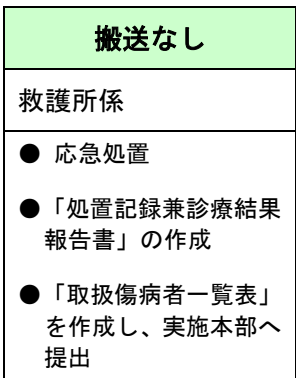 搬送なし
救護所係
● 応急処置
●「処置記録兼診療結果
報告書」の作成
●「取扱傷病者一覧表」
を作成し、実施本部へ
提出